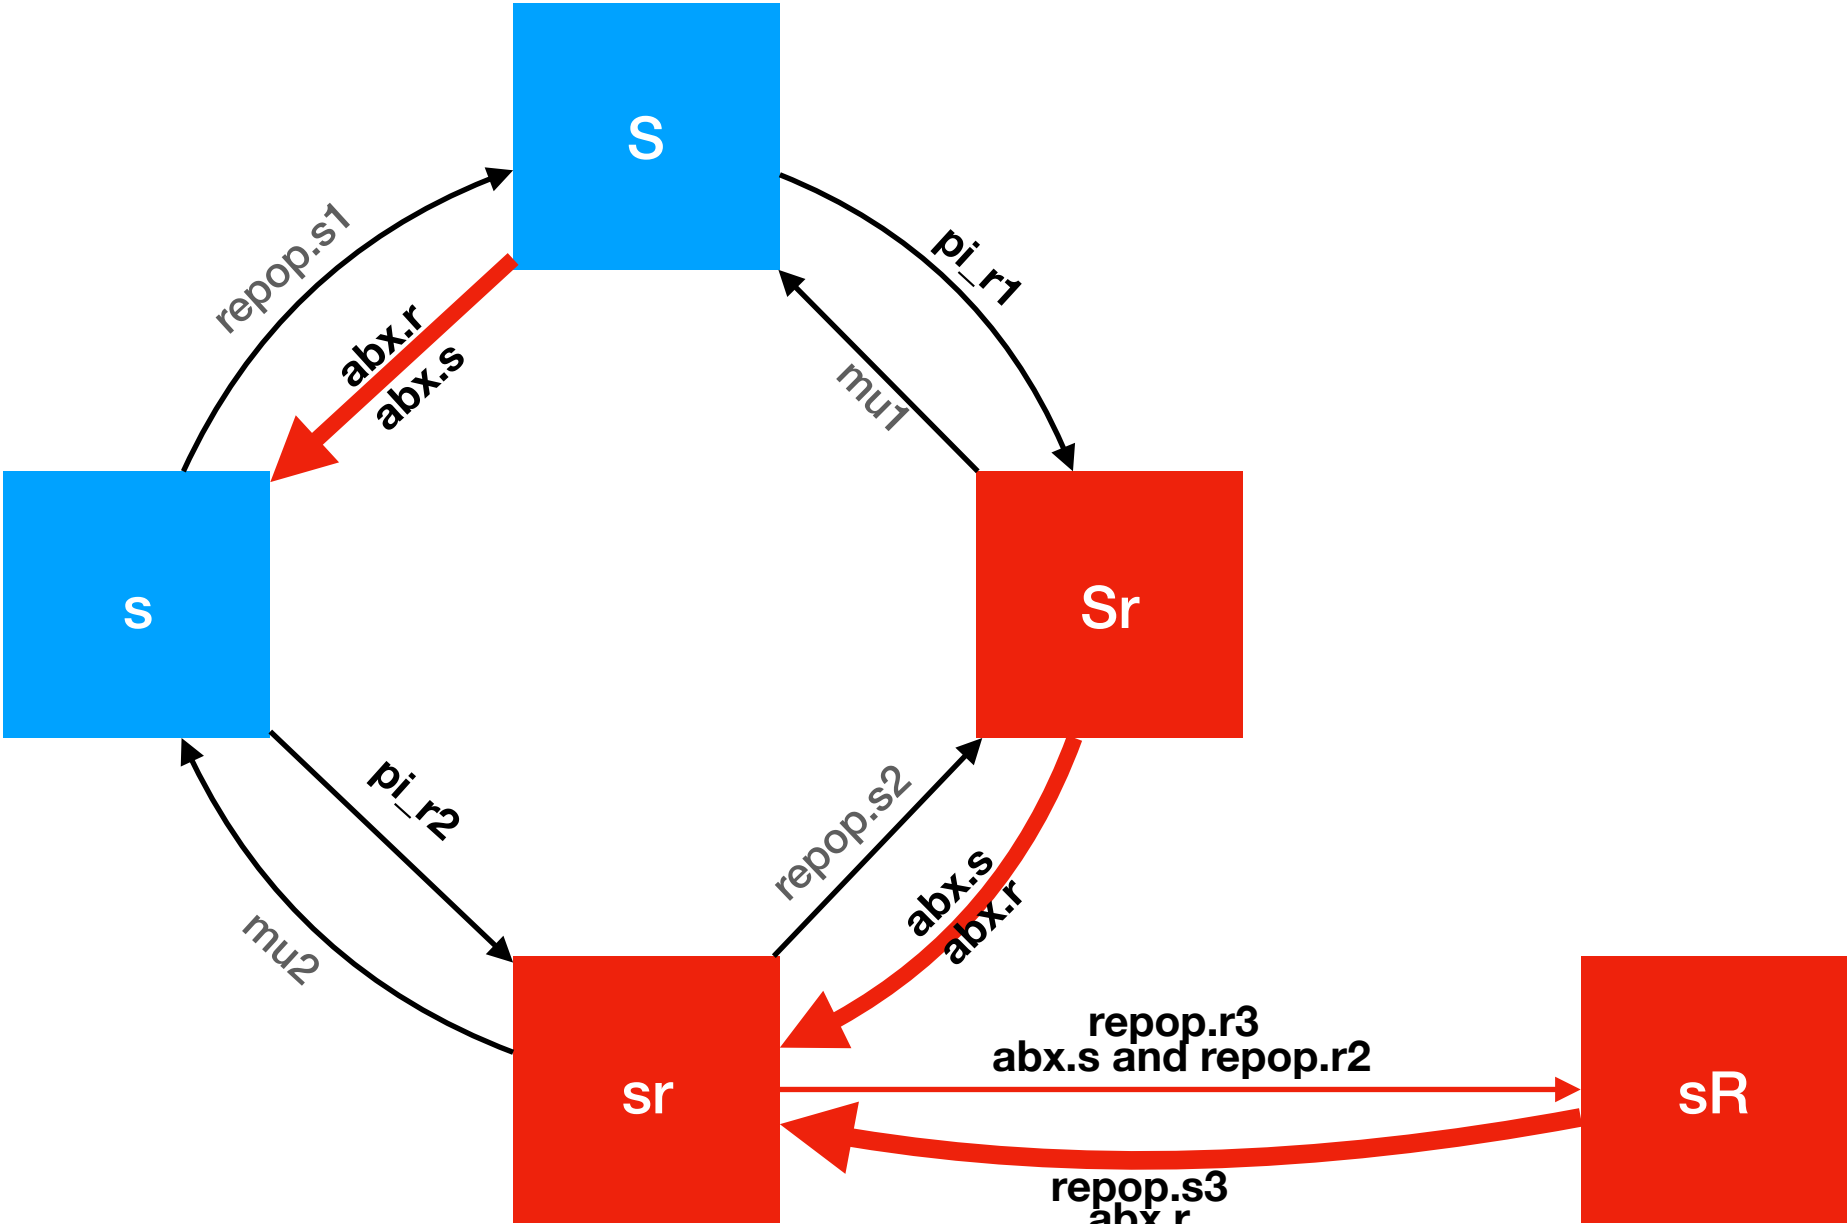 S
repop.s1
pi_r1
abx.r
abx.s
mu1
s
Sr
pi_r2
repop.s2
abx.s
abx.r
mu2
repop.r3
abx.s and repop.r2
sr
sR
repop.s3
abx.r